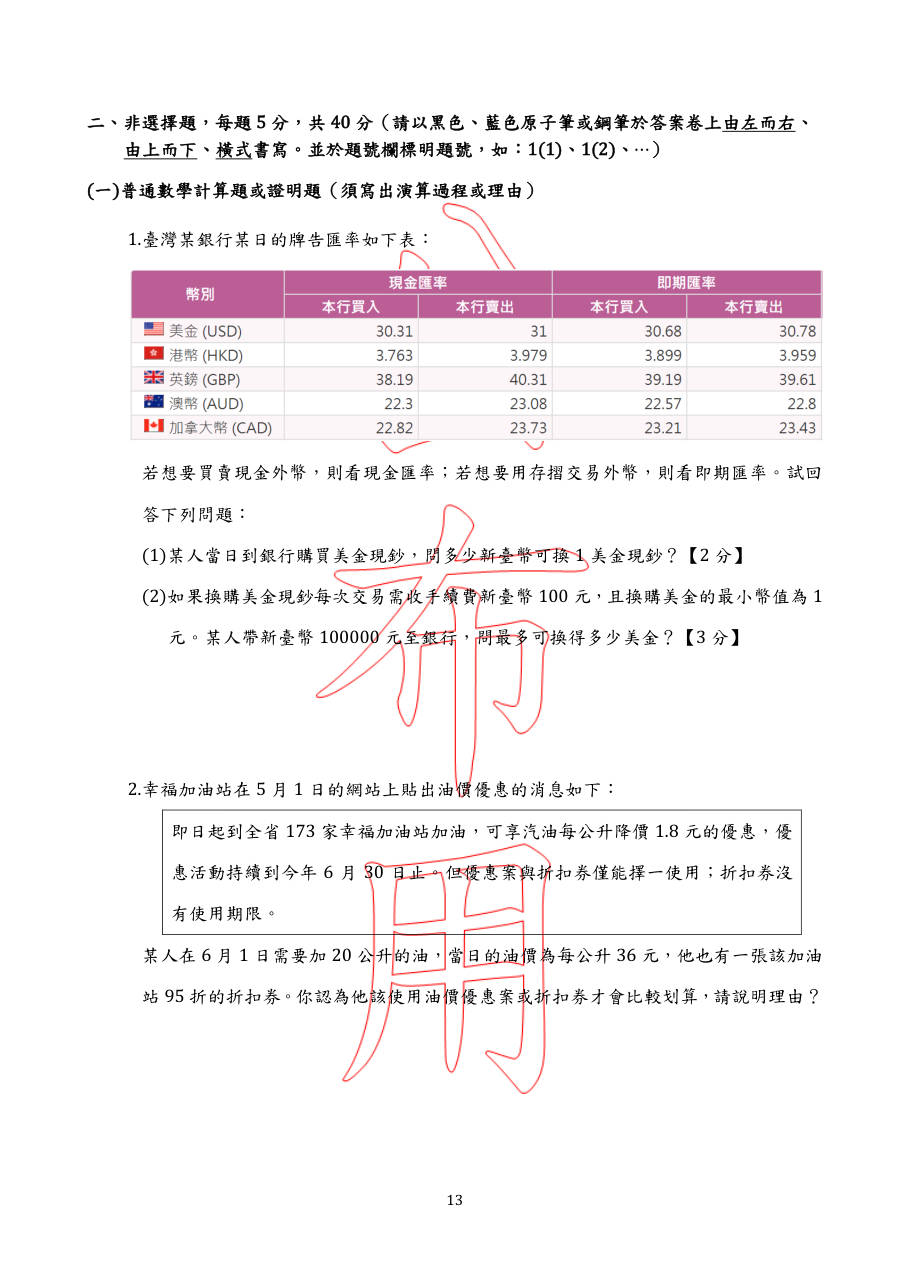 二、非選擇題，每題 5 分，共 40 分（請以黑色、藍色原子筆或鋼筆於答案卷上由左而右、
由上而下、橫式書寫。並於題號欄標明題號，如：1(1)、1(2)、…）
(一)普通數學計算題或證明題（須寫出演算過程或理由）
1.臺灣某銀行某日的牌告匯率如下表：
幣別 現金匯率 即期匯率
本行買入 本行賣出 本行買入 本行賣出
美金 (USD) 30.31 31 30.68 30.78
港幣 (HKD) 3.763 3.979 3.899 3.959
英鎊 (GBP) 38.19 40.31 39.19 39.61
澳幣 (AUD) 22.3 23.08 22.57 22.8
加拿大幣 (CAD) 22.82 23.73 23.21 23.43
若想要買賣現金外幣，則看現金匯率；若想要用存摺交易外幣，則看即期匯率。試回
答下列問題：
(1)某人當日到銀行購買美金現鈔，問多少新臺幣可換 1 美金現鈔？【2 分】
(2)如果換購美金現鈔每次交易需收手續費新臺幣 100 元，且換購美金的最小幣值為 1
元。某人帶新臺幣 100000 元至銀行，問最多可換得多少美金？【3 分】
2.幸福加油站在 5 月 1 日的網站上貼出油價優惠的消息如下：
即日起到全省 173 家幸福加油站加油，可享汽油每公升降價 1.8 元的優惠，優
惠活動持續到今年 6 月 30 日止。但優惠案與折扣券僅能擇一使用；折扣券沒
有使用期限。
某人在 6 月 1 日需要加 20 公升的油，當日的油價為每公升 36 元，他也有一張該加油
站 95 折的折扣券。你認為他該使用油價優惠案或折扣券才會比較划算，請說明理由？
公
布
用
13